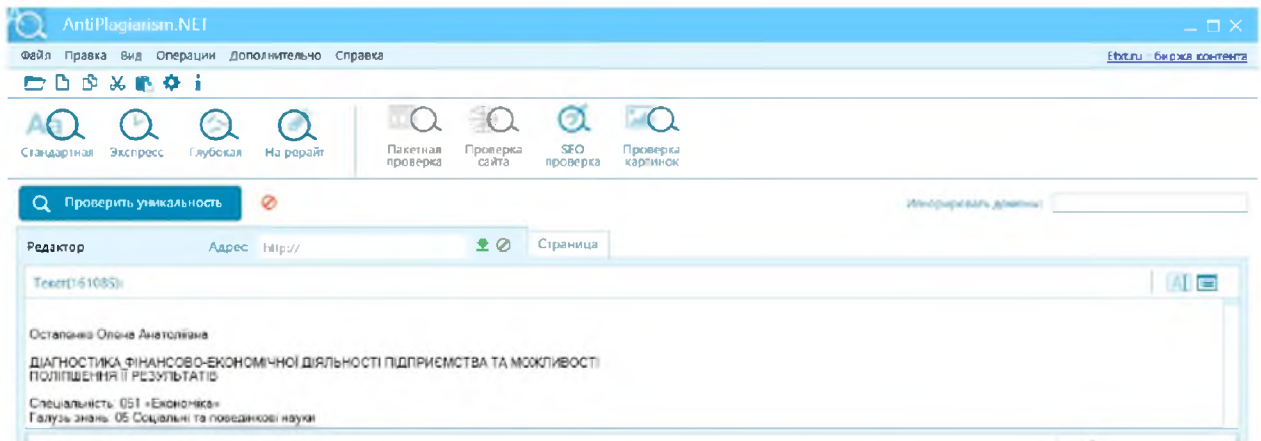 AntiPlagiarism.NET
Файл Правка Вид Операции Дополнительно Справка
Etxt.ru - биржа контента
Стандартная Экспресс Глубокая На рерайт Пакетная проверка Проверка сайта SEO проверка Проверка картинок
Проверить уникальность
Игнорировать домены:
Редактор Адрес http:// Страница
Текст(161085):
Остапенко Олена Анатоліївна
ДІАГНОСТИКА ФІНАНСОВО-ЕКОНОМІЧНОЇ ДІЯЛЬНОСТІ ПІДПРИЄМСТВА ТА МОЖЛИВОСТІ
ПОЛІПШЕННЯ ЇЇ РЕЗУЛЬТАТІВ
Спеціальність: 051 «Економіка»
Галузь знань: 05 Соціальні та поведінкові науки